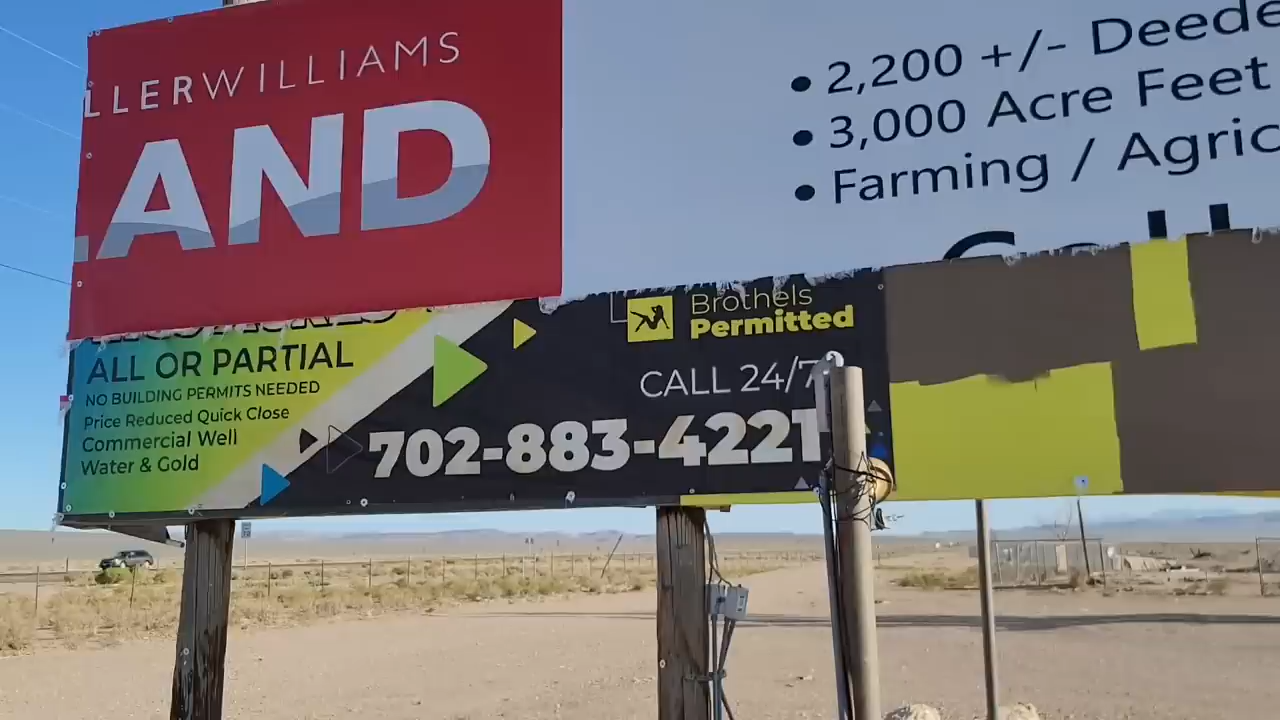 LLERWILLIAMS
LAND
• 2,200 +/- Deede
• 3,000 Acre Feet
• Farming / Agric
ALL OR PARTIAL
NO BUILDING PERMITS NEEDED
Price Reduced Quick Close
Commercial Well
Water & Gold
Brothels
Permitted
CALL 24/7
702-883-4221